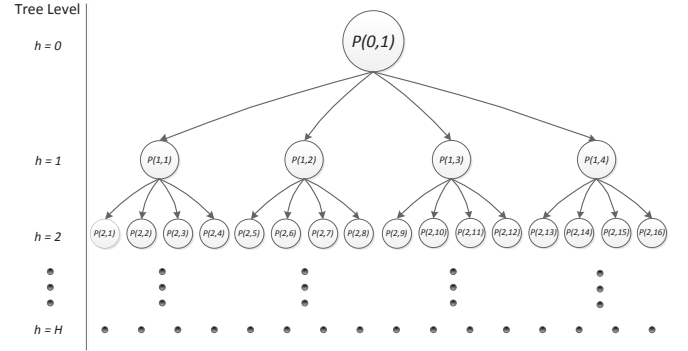 Tree Level
h = 0
P(0,1)
h = 1
P(1,1) P(1,2) P(1,3) P(1,4)
h = 2
P(2,1) P(2,2) P(2,3) P(2,4) P(2,5) P(2,6) P(2,7) P(2,8) P(2,9) P(2,10) P(2,11) P(2,12) P(2,13) P(2,14) P(2,15) P(2,16)
h = H